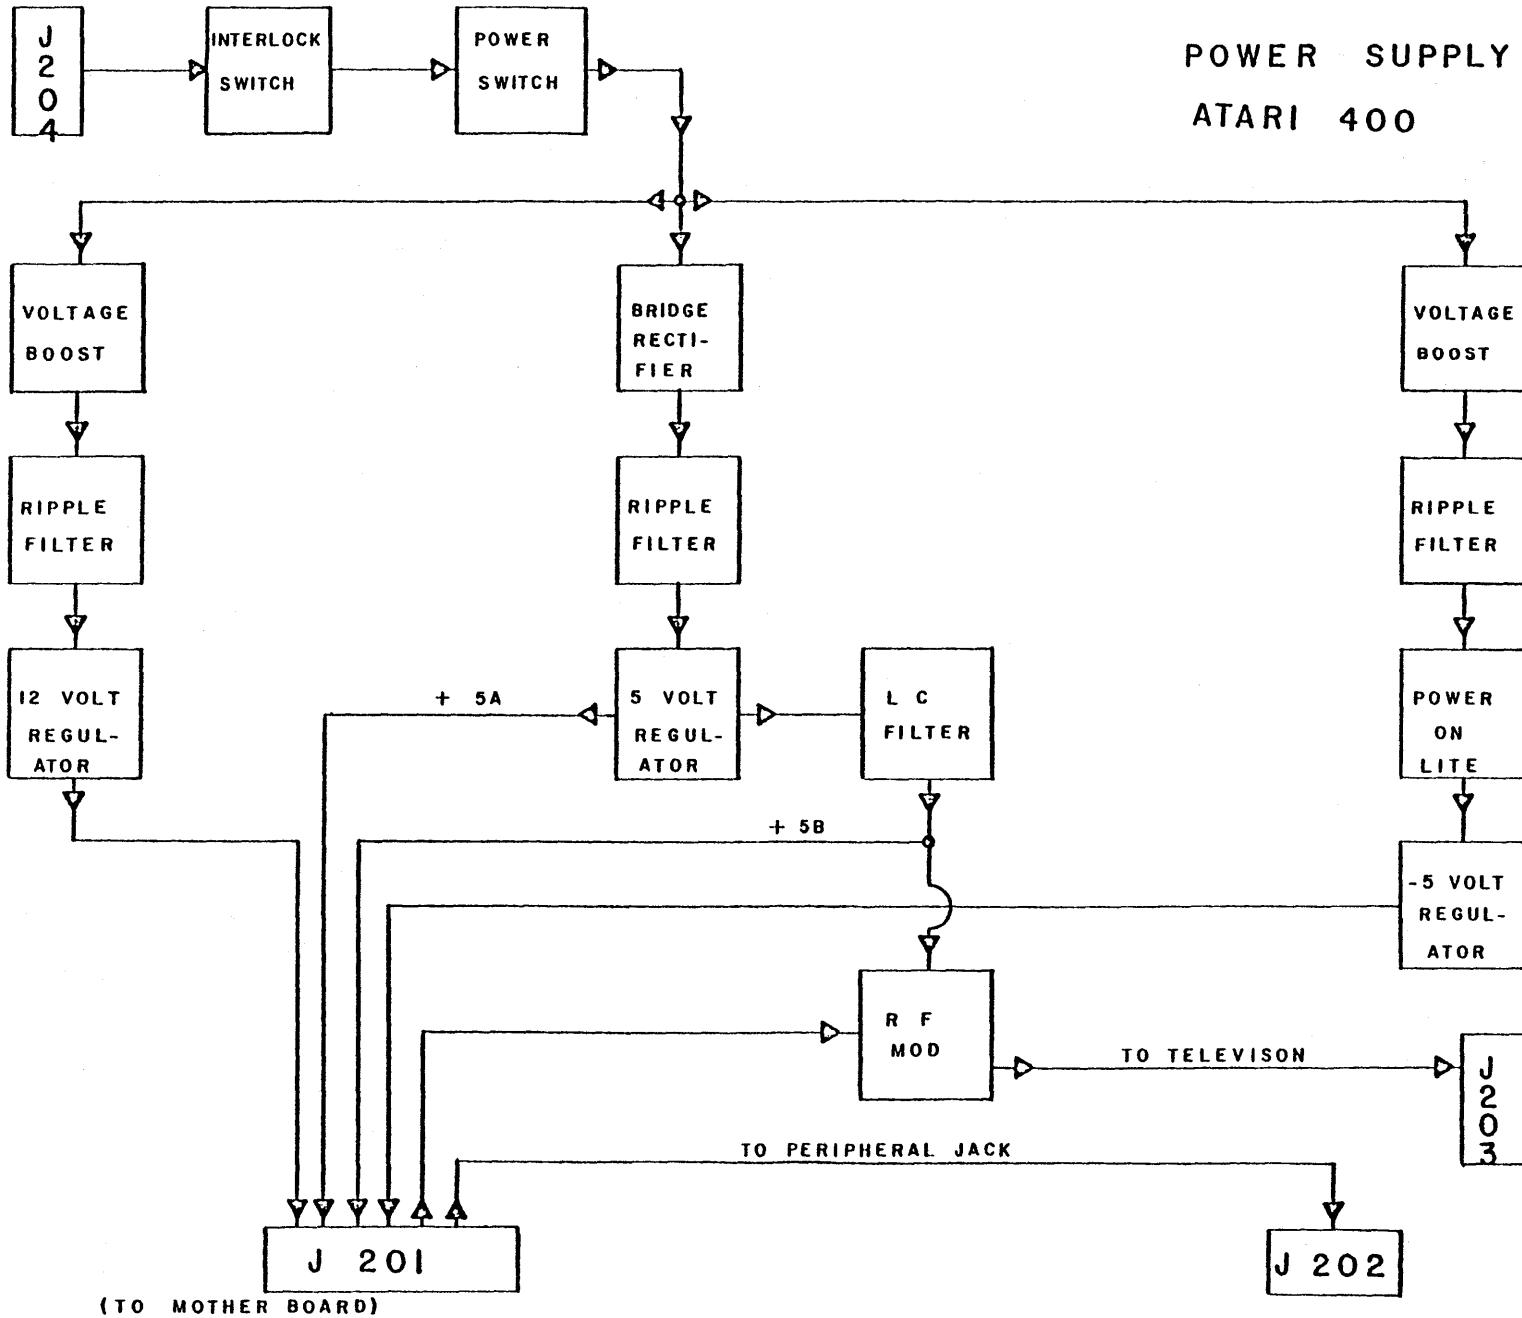 J
2
0
4
INTERLOCK
SWITCH
POWER
SWITCH
POWER SUPPLY
ATARI 400
VOLTAGE
BOOST
BRIDGE
RECTI-
FIER
VOLTAGE
BOOST
RIPPLE
FILTER
RIPPLE
FILTER
RIPPLE
FILTER
12 VOLT
REGUL-
ATOR
+ 5A
5 VOLT
REGUL-
ATOR
L C
FILTER
POWER
ON
LITE
+ 5B
-5 VOLT
REGUL-
ATOR
R F
MOD
TO TELEVISON
J
2
0
3
TO PERIPHERAL JACK
J 201
J 202
(TO MOTHER BOARD)